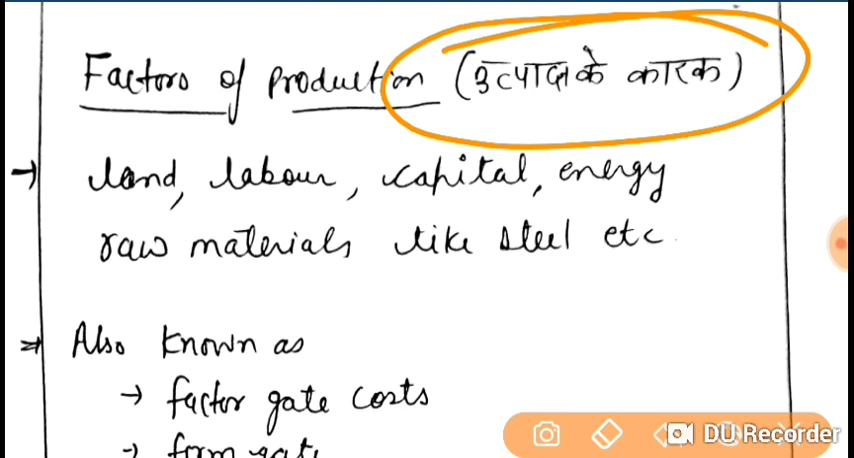 Factors of production (उत्पादन के कारक)
→ land, labour, capital, energy
raw materials like steel etc.
⇒ Also known as
→ factor gate costs
→
DU Recorder